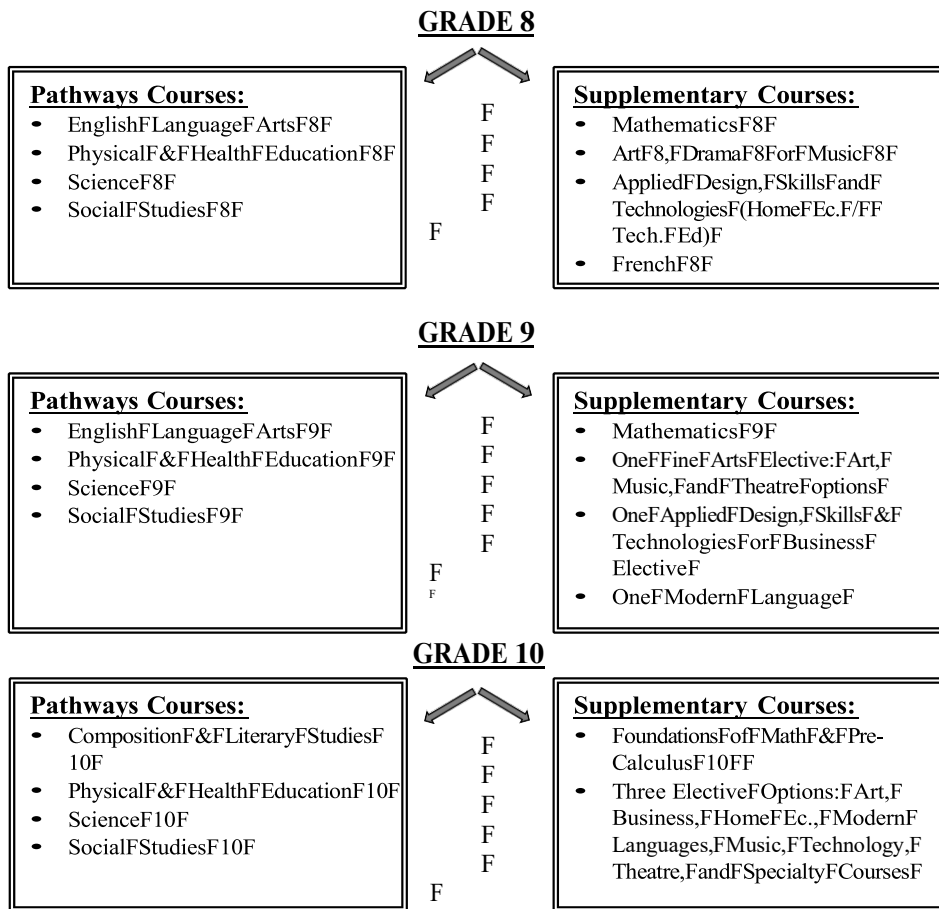 GRADE 8
Pathways Courses:
• EnglishFLanguageFArtsF8F
• PhysicalF&FHealthFEducationF8F
• ScienceF8F
• SocialFStudiesF8F
F
F
F
F
F
Supplementary Courses:
• MathematicsF8F
• ArtF8,FDramaF8ForFMusicF8F
• AppliedFDesign,FSkillsFandF
TechnologiesF(HomeFEc.F/FF
Tech.FEd)F
• FrenchF8F
GRADE 9
Pathways Courses:
• EnglishFLanguageFArtsF9F
• PhysicalF&FHealthFEducationF9F
• ScienceF9F
• SocialFStudiesF9F
F
F
F
F
F
F
F
Supplementary Courses:
• MathematicsF9F
• OneFFineFArtsFElective:FArt,F
Music,FandFTheatreFoptionsF
• OneFAppliedFDesign,FSkillsF&F
TechnologiesForFBusinessF
ElectiveF
• OneFModernFLanguageF
GRADE 10
Pathways Courses:
• CompositionF&FLiteraryFStudiesF
10F
• PhysicalF&FHealthFEducationF10F
• ScienceF10F
• SocialFStudiesF10F
F
F
F
F
F
F
Supplementary Courses:
• FoundationsFofFMathF&FPre-
CalculusF10FF
• Three ElectiveFOptions:FArt,F
Business,FHomeFEc.,FModernF
Languages,FMusic,FTechnology,F
Theatre,FandFSpecialtyFCoursesF